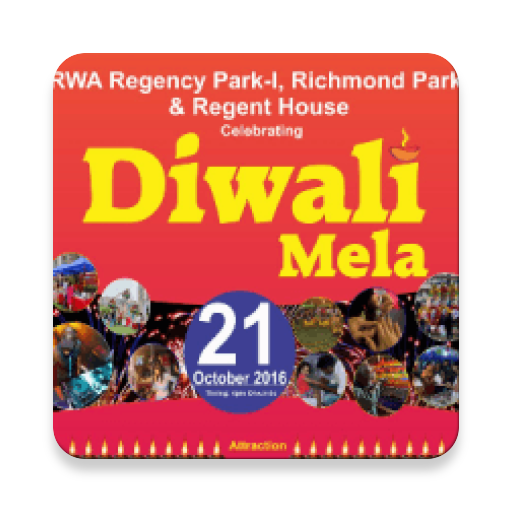 RWA Regency Park-I, Richmond Park
& Regent House
Celebrating
Diwali
Mela
21
October 2016
Attraction